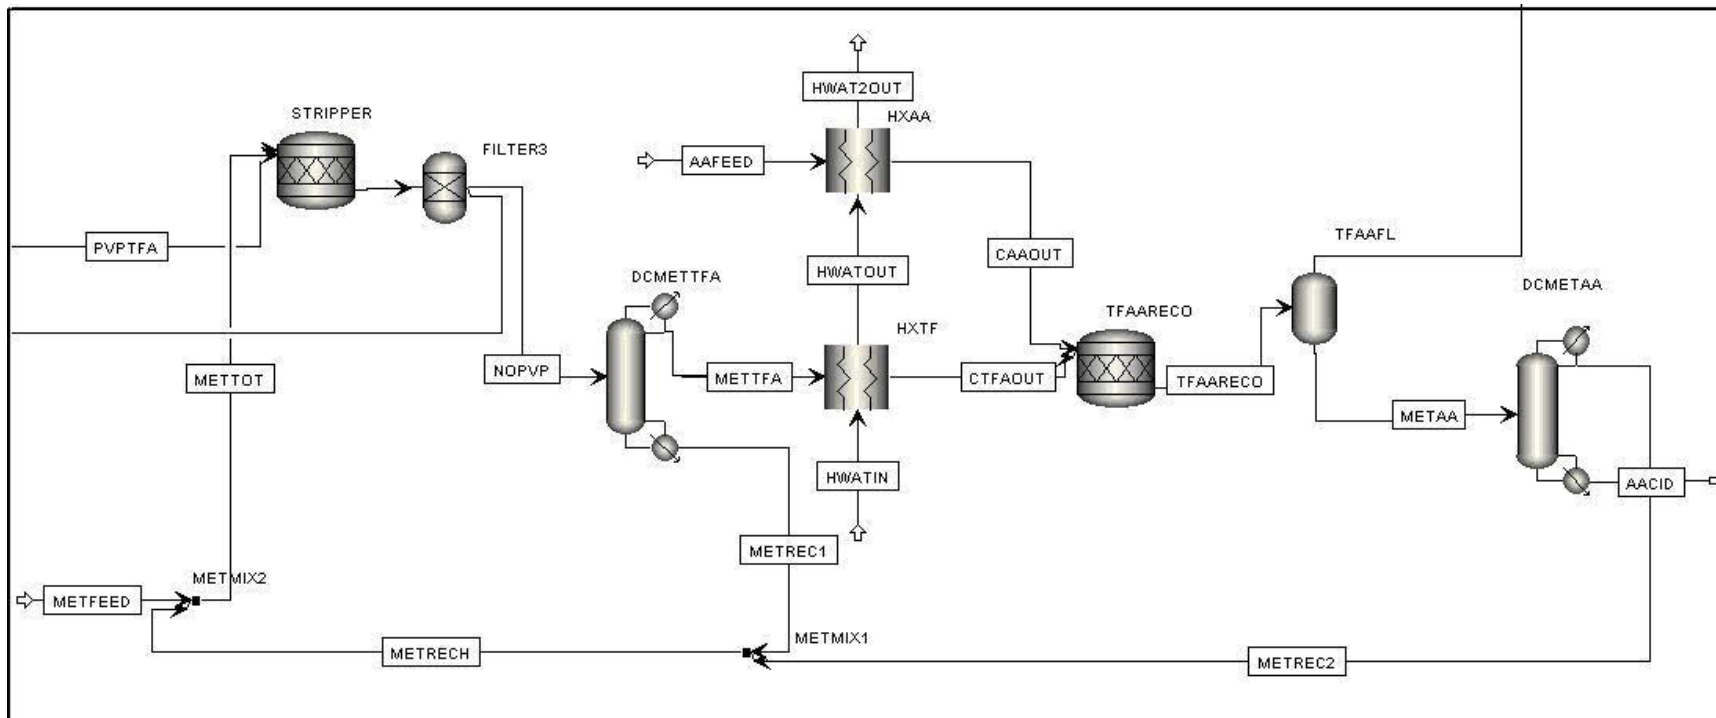 HWAT2OUT
STRIPPER
HXAA
FILTER3
AAFEED
TFAAFL
PVPTFA
CAAOUT
HWATOUT
DCMETTFA
DCMETAA
TFAARECO
HXTF
NOPVP
METTOT
METTFA
CTFAOUT
TFAARECO
METAA
HWATIN
AACID
METREC1
METMIX2
METFEED
METMIX1
METRECH
METREC2